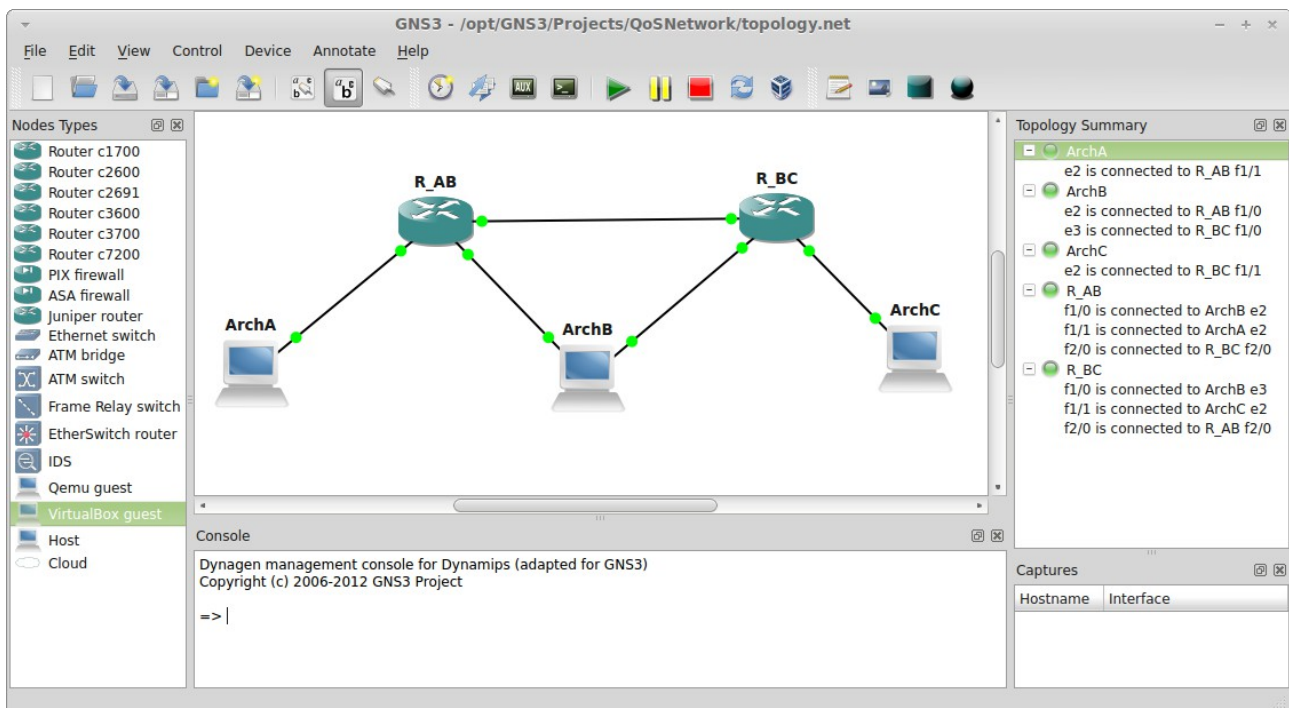 GNS3 - /opt/GNS3/Projects/QoSNetwork/topology.net
File Edit View Control Device Annotate Help
AUX
Nodes Types
Router c1700
Router c2600
Router c2691
Router c3600
Router c3700
Router c7200
PIX firewall
ASA firewall
Juniper router
Ethernet switch
ATM bridge
ATM switch
Frame Relay switch
EtherSwitch router
IDS
Qemu guest
VirtualBox guest
Host
Cloud
R_AB
R_BC
ArchA
ArchB
ArchC
Console
Dynagen management console for Dynamips (adapted for GNS3)
Copyright (c) 2006-2012 GNS3 Project
=>
Topology Summary
ArchA
e2 is connected to R_AB f1/1
ArchB
e2 is connected to R_AB f1/0
e3 is connected to R_BC f1/0
ArchC
e2 is connected to R_BC f1/1
R_AB
f1/0 is connected to ArchB e2
f1/1 is connected to ArchA e2
f2/0 is connected to R_BC f2/0
R_BC
f1/0 is connected to ArchB e3
f1/1 is connected to ArchC e2
f2/0 is connected to R_AB f2/0
Captures
Hostname Interface